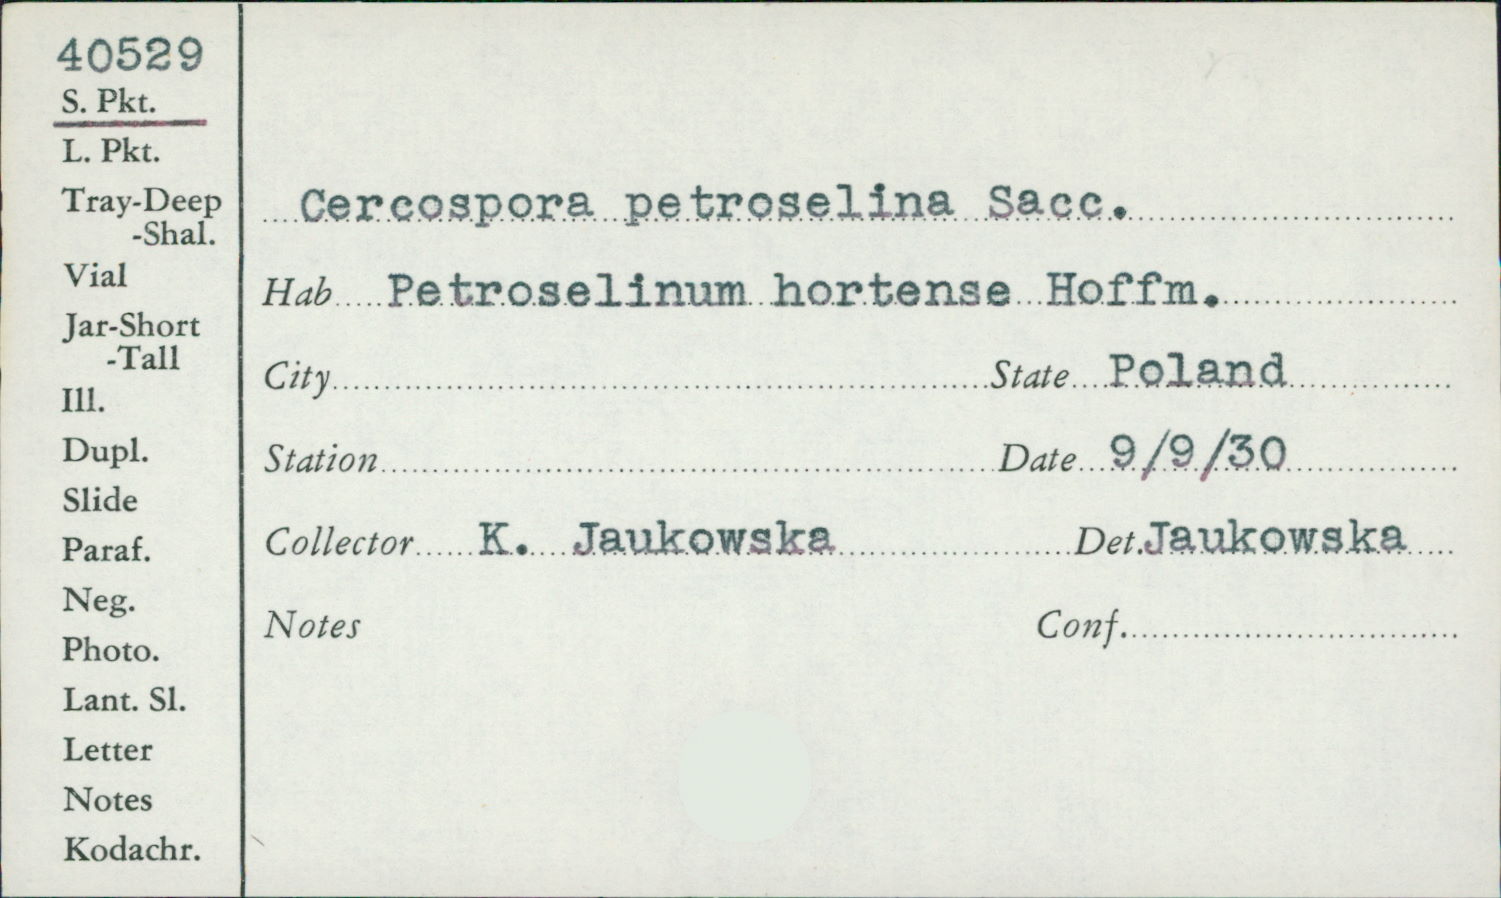 40529
S. Pkt.
L. Pkt.
Tray-Deep
-Shal.
Vial
Jar-Short
-Tall
Ill.
Dupl.
Slide
Paraf.
Neg.
Photo.
Lant. Sl.
Letter
Notes
Kodachr.
Cercospora petroselina Sacc.
Hab Petroselinum hortense Hoffm.
City State Poland
Station Date 9/9/30
Collector K. Jaukowska Det. Jaukowska
Notes Conf.